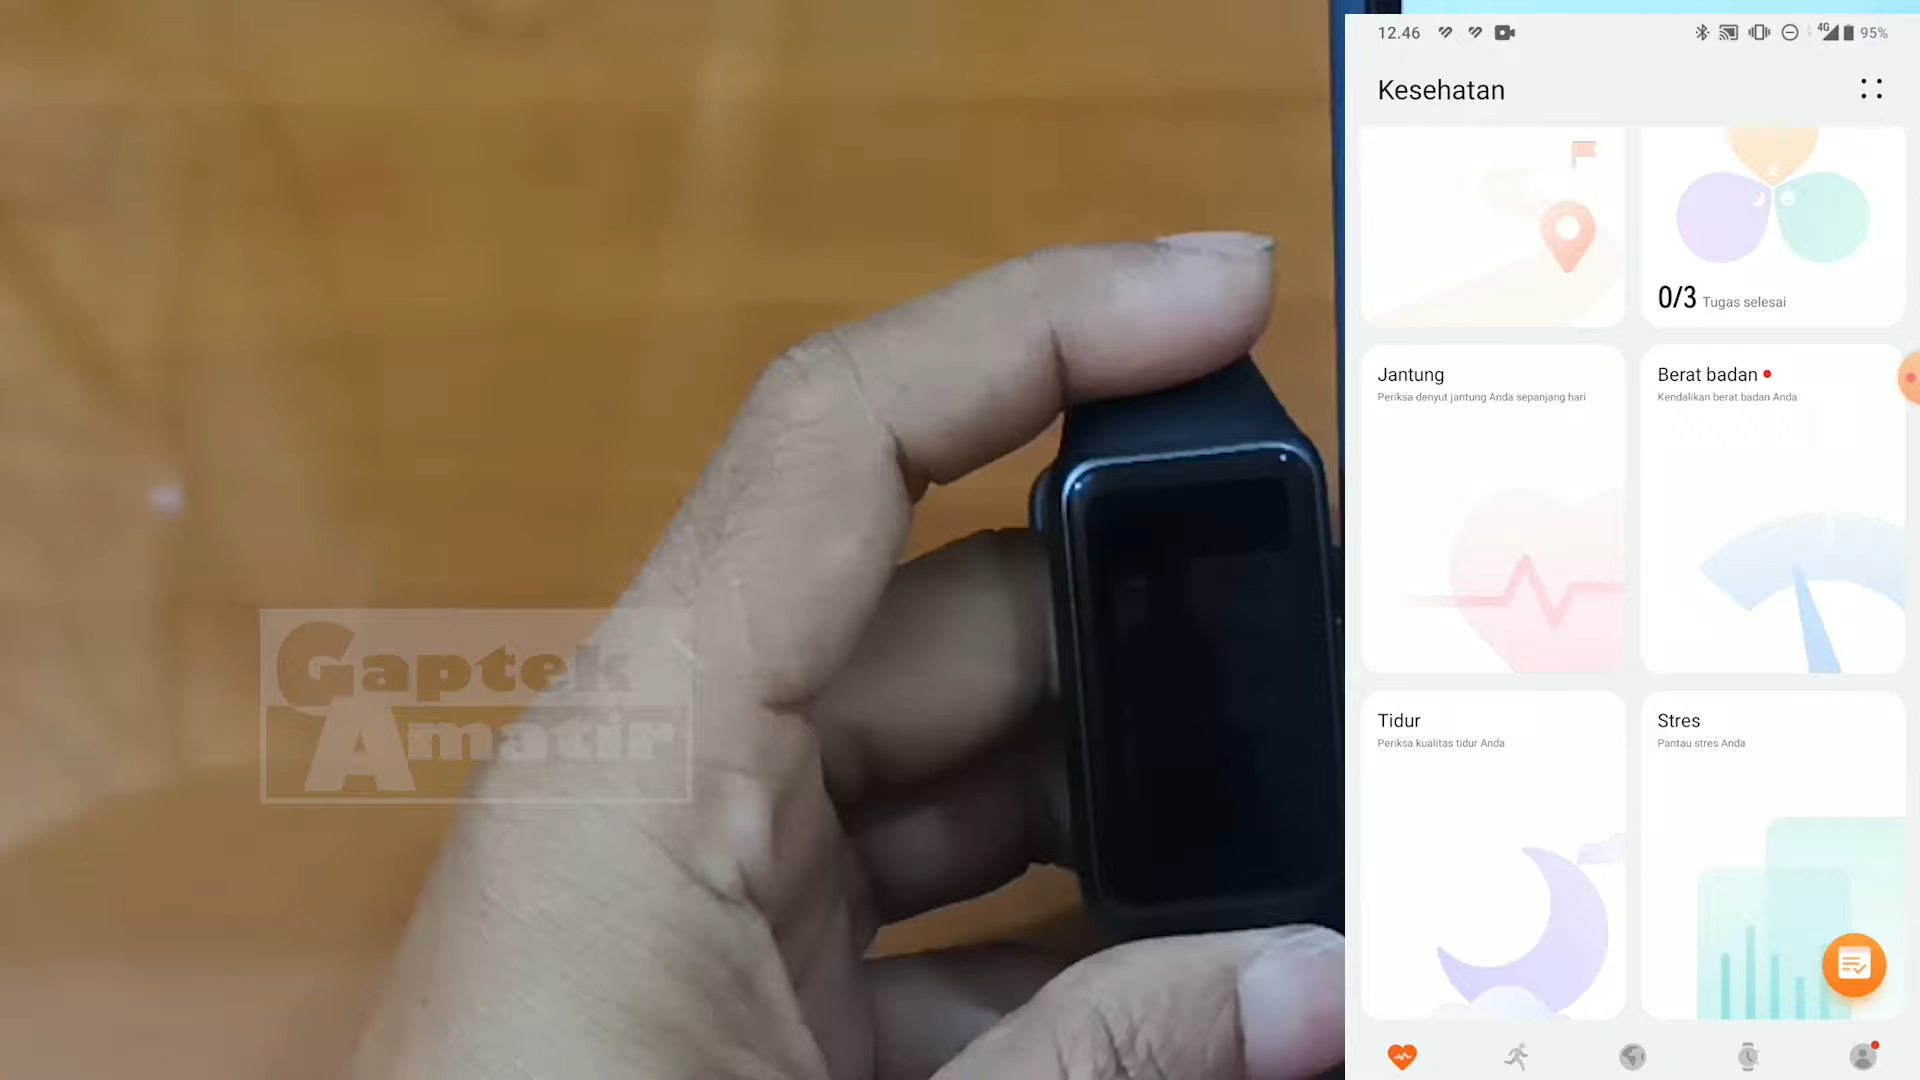 12.46
4G
95%
Kesehatan
0/3 Tugas selesai
Jantung
Periksa denyut jantung Anda sepanjang hari
Berat badan
Kendalikan berat badan Anda
Tidur
Periksa kualitas tidur Anda
Stres
Pantau stres Anda
Gaptek
Amatir